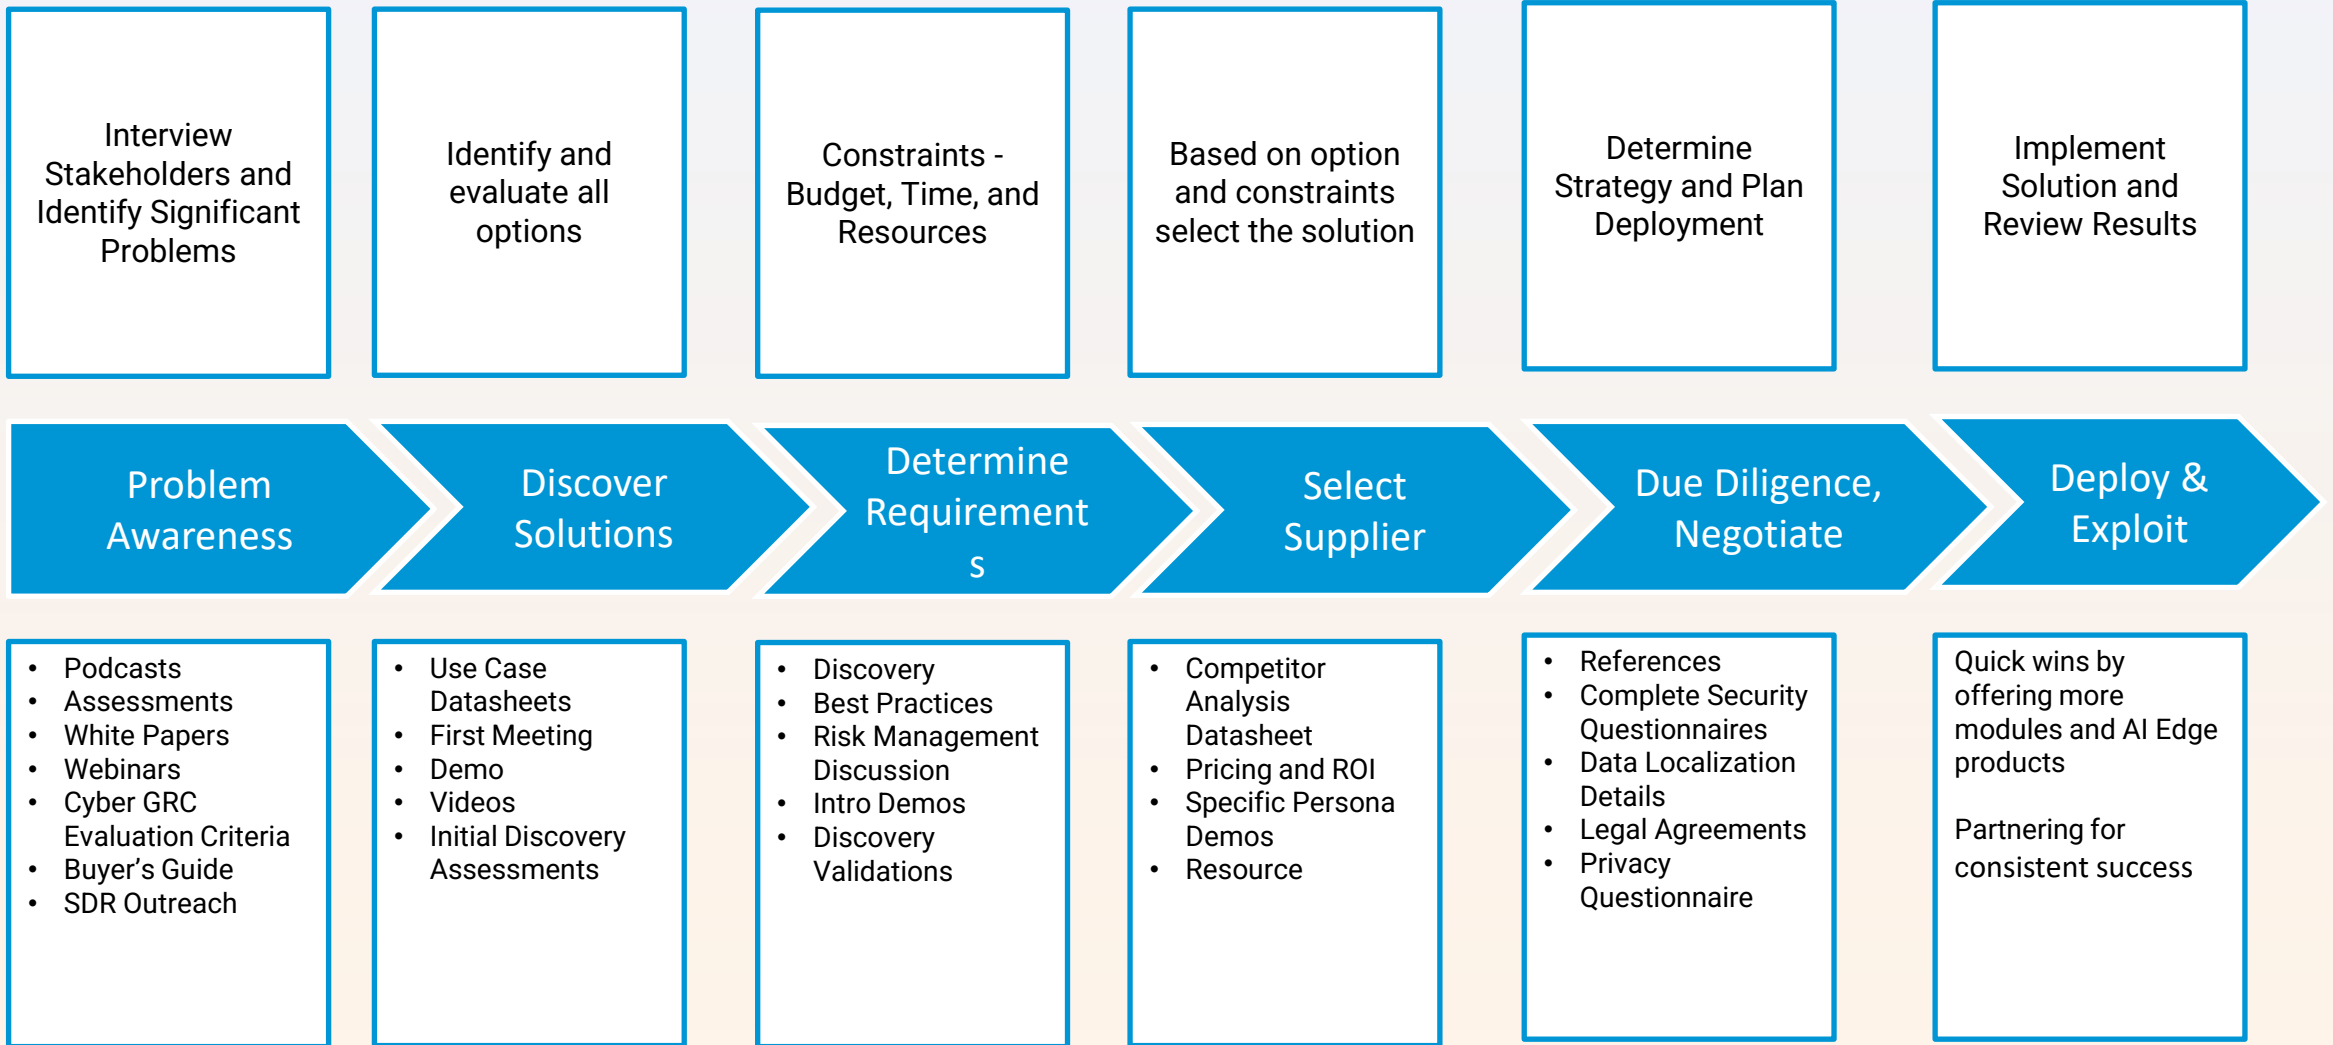 Interview
Stakeholders and
Identify Significant
Problems
Identify and
evaluate all
options
Constraints -
Budget, Time, and
Resources
Based on option
and constraints
select the solution
Determine
Strategy and Plan
Deployment
Implement
Solution and
Review Results
Problem
Awareness
Discover
Solutions
Determine
Requirement
s
Select
Supplier
Due Diligence,
Negotiate
Deploy &
Exploit
• Podcasts
• Assessments
• White Papers
• Webinars
• Cyber GRC
Evaluation Criteria
• Buyer’s Guide
• SDR Outreach
• Use Case
Datasheets
• First Meeting
• Demo
• Videos
• Initial Discovery
Assessments
• Discovery
• Best Practices
• Risk Management
Discussion
• Intro Demos
• Discovery
Validations
• Competitor
Analysis
Datasheet
• Pricing and ROI
• Specific Persona
Demos
• Resource
• References
• Complete Security
Questionnaires
• Data Localization
Details
• Legal Agreements
• Privacy
Questionnaire
Quick wins by
offering more
modules and AI Edge
products
Partnering for
consistent success